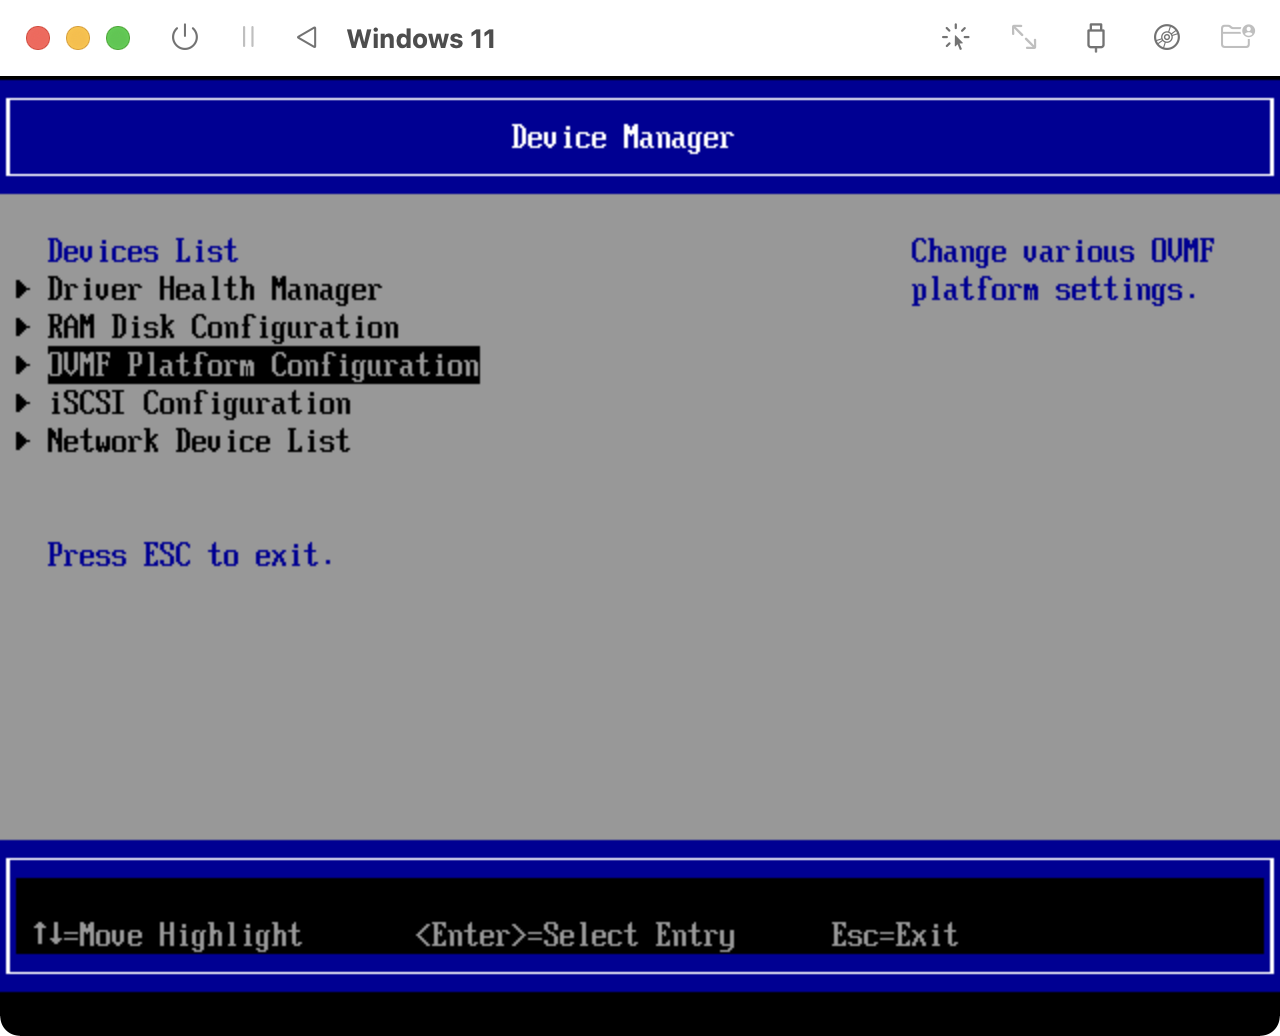 Windows 11
Device Manager
Devices List
Driver Health Manager
RAM Disk Configuration
OVMF Platform Configuration
iSCSI Configuration
Network Device List
Press ESC to exit.
Change various OVMF
platform settings.
↑↓=Move Highlight <Enter>=Select Entry Esc=Exit